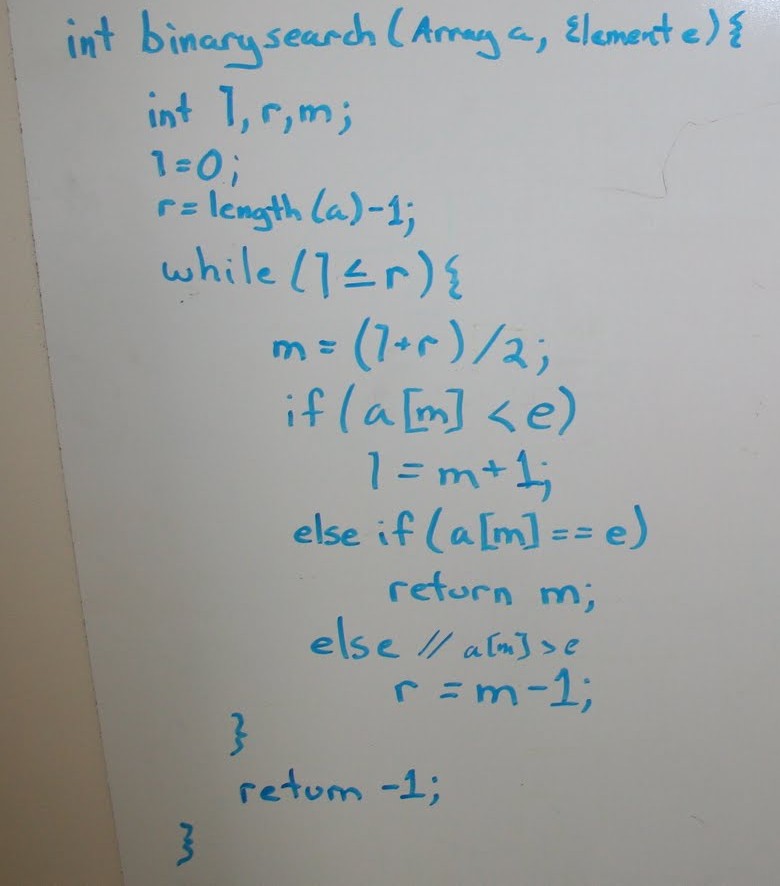 int binarysearch(Array a, Element e){
int l,r,m;
l=0;
r=length(a)-1;
while(l≤r){
m=(l+r)/2;
if(a[m]<e)
l=m+1;
else if(a[m]==e)
return m;
else // a[m]>e
r=m-1;
}
return -1;
}